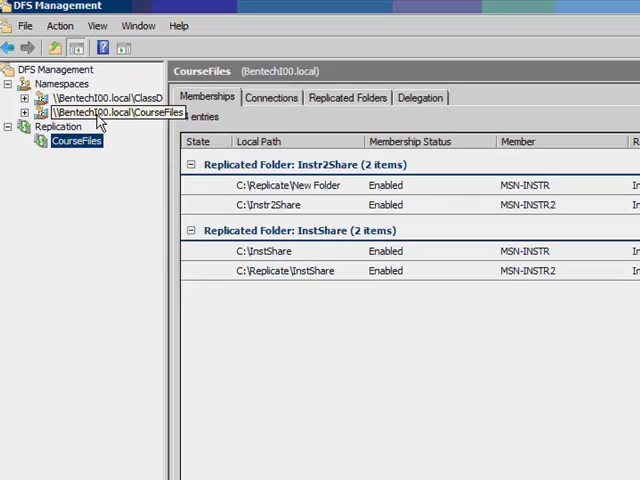 DFS Management
File Action View Window Help
DFS Management
Namespaces
\\BentechI00.local\ClassD
\\BentechI00.local\CourseFiles
Replication
CourseFiles
CourseFiles (BentechI00.local)
Memberships Connections Replicated Folders Delegation
entries
State Local Path Membership Status Member
Replicated Folder: Instr2Share (2 items)
C:\Replicate\New Folder Enabled MSN-INSTR
C:\Instr2Share Enabled MSN-INSTR2
Replicated Folder: InstShare (2 items)
C:\InstShare Enabled MSN-INSTR
C:\Replicate\InstShare Enabled MSN-INSTR2